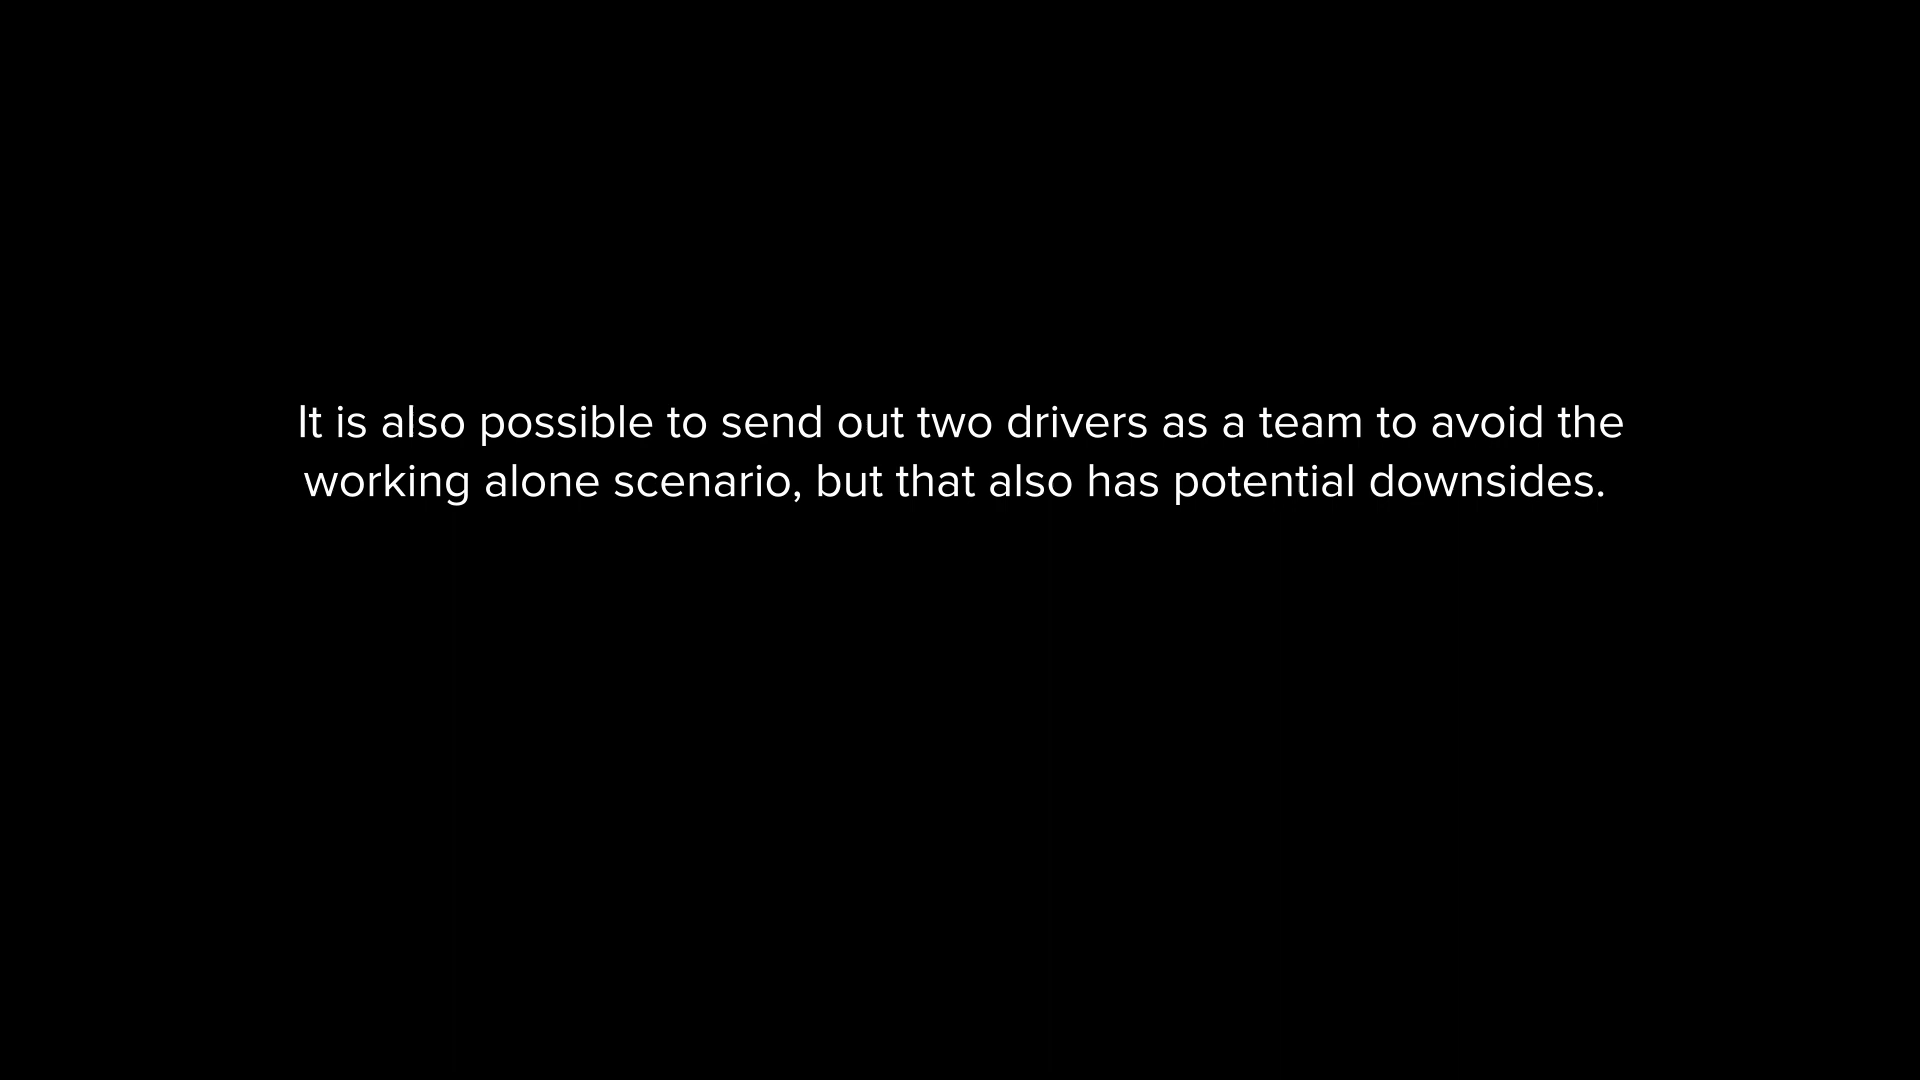 It is also possible to send out two drivers as a team to avoid the
working alone scenario, but that also has potential downsides.